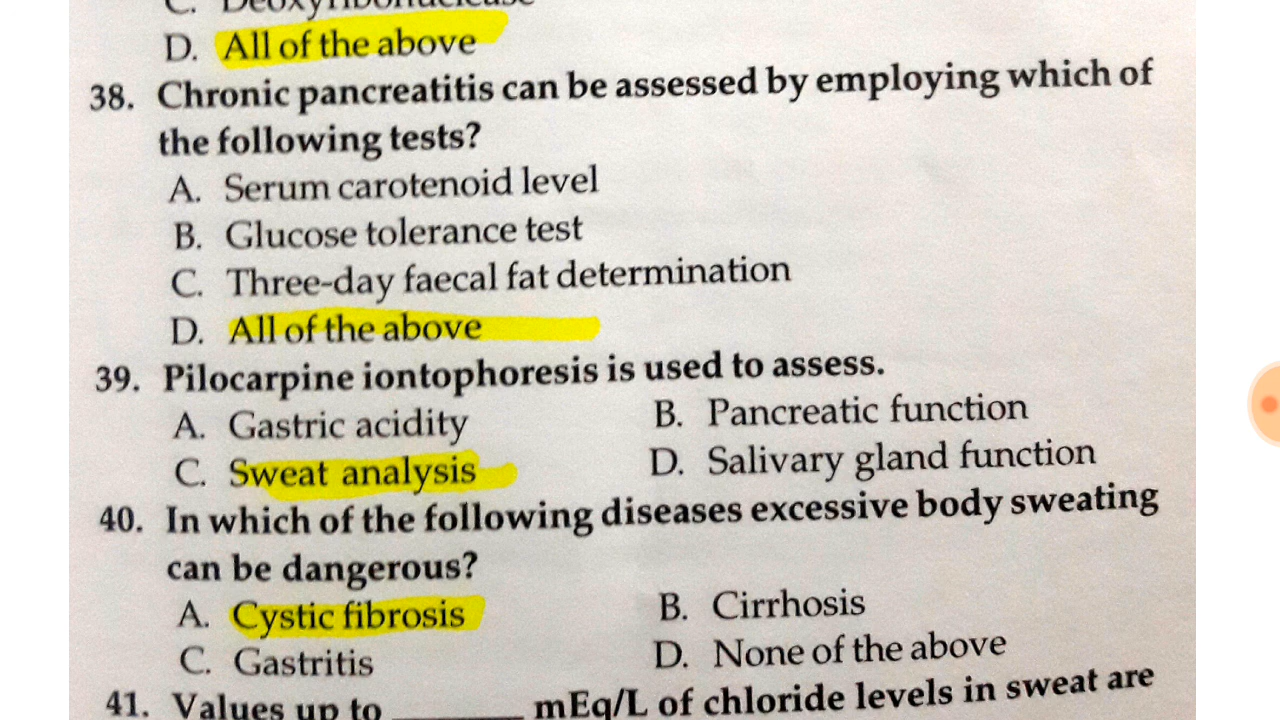 C. Deoxyribonuclease
D. All of the above
38. Chronic pancreatitis can be assessed by employing which of
the following tests?
A. Serum carotenoid level
B. Glucose tolerance test
C. Three-day faecal fat determination
D. All of the above
39. Pilocarpine iontophoresis is used to assess.
A. Gastric acidity B. Pancreatic function
C. Sweat analysis D. Salivary gland function
40. In which of the following diseases excessive body sweating
can be dangerous?
A. Cystic fibrosis B. Cirrhosis
C. Gastritis D. None of the above
41. Values up to ______ mEq/L of chloride levels in sweat are